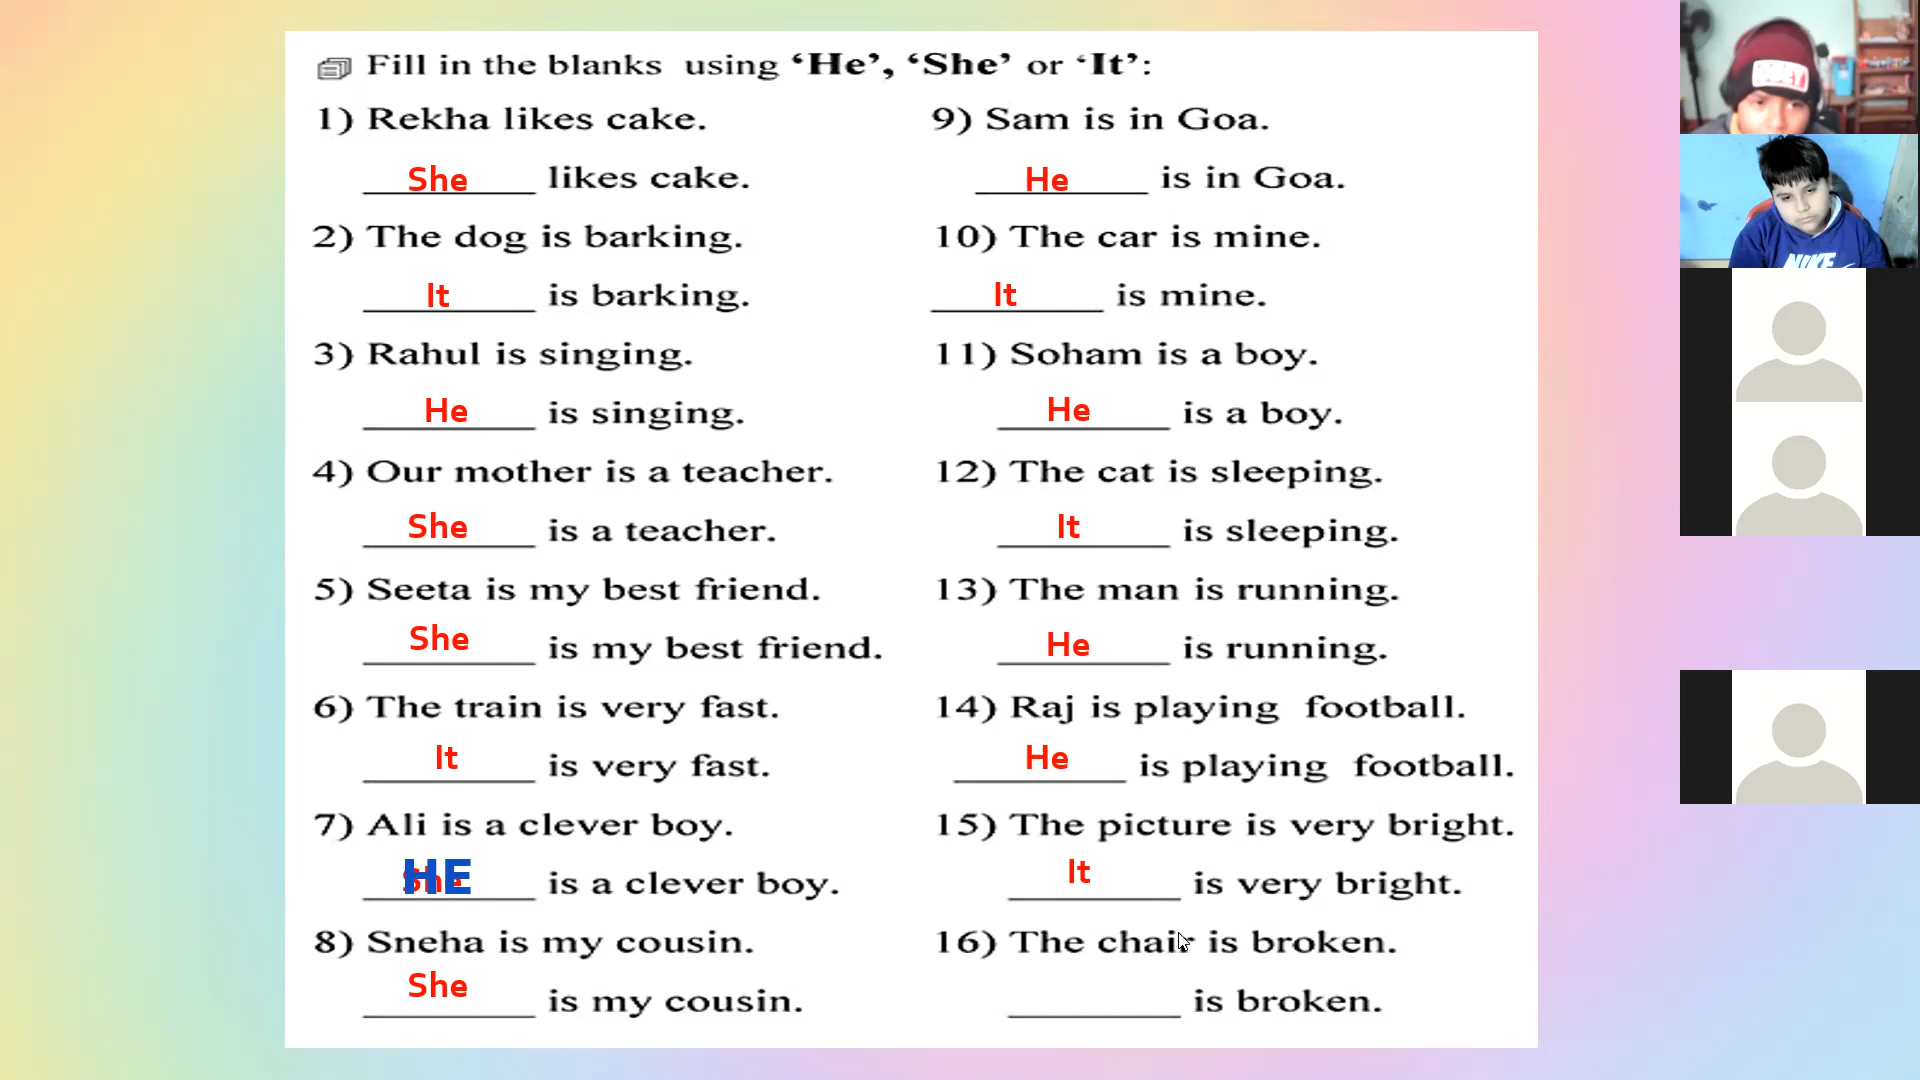 Fill in the blanks using ‘He’, ‘She’ or ‘It’:
1) Rekha likes cake.
She likes cake.
2) The dog is barking.
It is barking.
3) Rahul is singing.
He is singing.
4) Our mother is a teacher.
She is a teacher.
5) Seeta is my best friend.
She is my best friend.
6) The train is very fast.
It is very fast.
7) Ali is a clever boy.
She HE is a clever boy.
8) Sneha is my cousin.
She is my cousin.
9) Sam is in Goa.
He is in Goa.
10) The car is mine.
It is mine.
11) Soham is a boy.
He is a boy.
12) The cat is sleeping.
It is sleeping.
13) The man is running.
He is running.
14) Raj is playing football.
He is playing football.
15) The picture is very bright.
It is very bright.
16) The chair is broken.
is broken.
NIKE